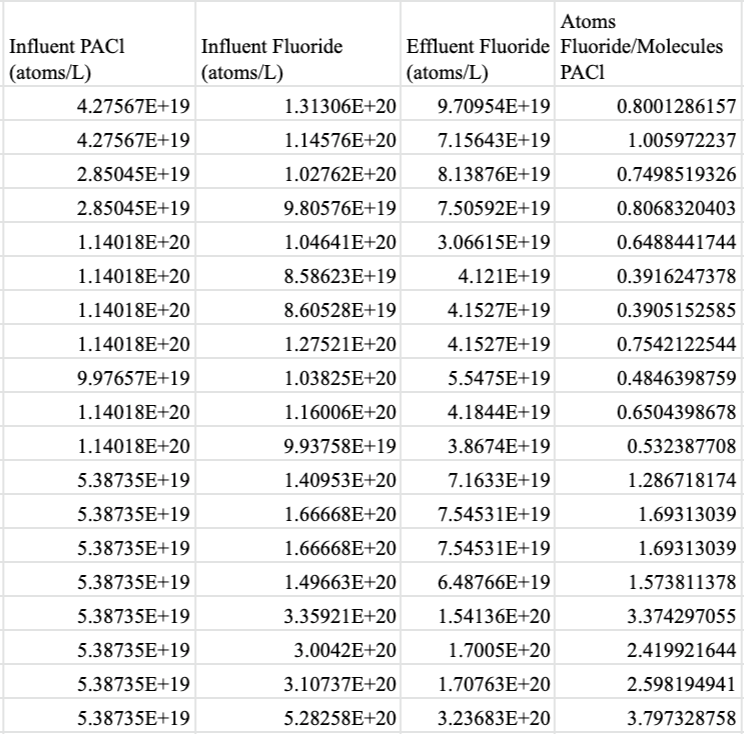 Influent PACl (atoms/L) Influent Fluoride (atoms/L) Effluent Fluoride (atoms/L) Atoms Fluoride/Molecules PACl
4.27567E+19 1.31306E+20 9.70954E+19 0.8001286157
4.27567E+19 1.14576E+20 7.15643E+19 1.005972237
2.85045E+19 1.02762E+20 8.13876E+19 0.7498519326
2.85045E+19 9.80576E+19 7.50592E+19 0.8068320403
1.14018E+20 1.04641E+20 3.06615E+19 0.6488441744
1.14018E+20 8.58623E+19 4.121E+19 0.3916247378
1.14018E+20 8.60528E+19 4.1527E+19 0.3905152585
1.14018E+20 1.27521E+20 4.1527E+19 0.7542122544
9.97657E+19 1.03825E+20 5.5475E+19 0.4846398759
1.14018E+20 1.16006E+20 4.1844E+19 0.6504398678
1.14018E+20 9.93758E+19 3.8674E+19 0.532387708
5.38735E+19 1.40953E+20 7.1633E+19 1.286718174
5.38735E+19 1.66668E+20 7.54531E+19 1.69313039
5.38735E+19 1.66668E+20 7.54531E+19 1.69313039
5.38735E+19 1.49663E+20 6.48766E+19 1.573811378
5.38735E+19 3.35921E+20 1.54136E+20 3.374297055
5.38735E+19 3.0042E+20 1.7005E+20 2.419921644
5.38735E+19 3.10737E+20 1.70763E+20 2.598194941
5.38735E+19 5.28258E+20 3.23683E+20 3.797328758